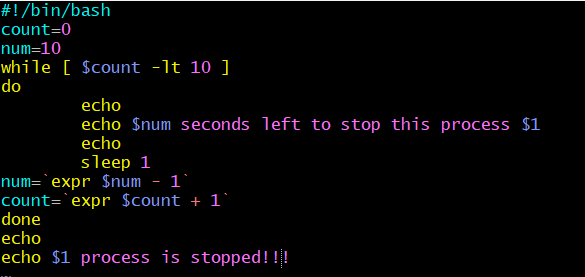 #!/bin/bash
count=0
num=10
while [ $count -lt 10 ]
do
        echo
        echo $num seconds left to stop this process $1
        echo
        sleep 1
num=`expr $num - 1`
count=`expr $count + 1`
done
echo
echo $1 process is stopped!!!
~